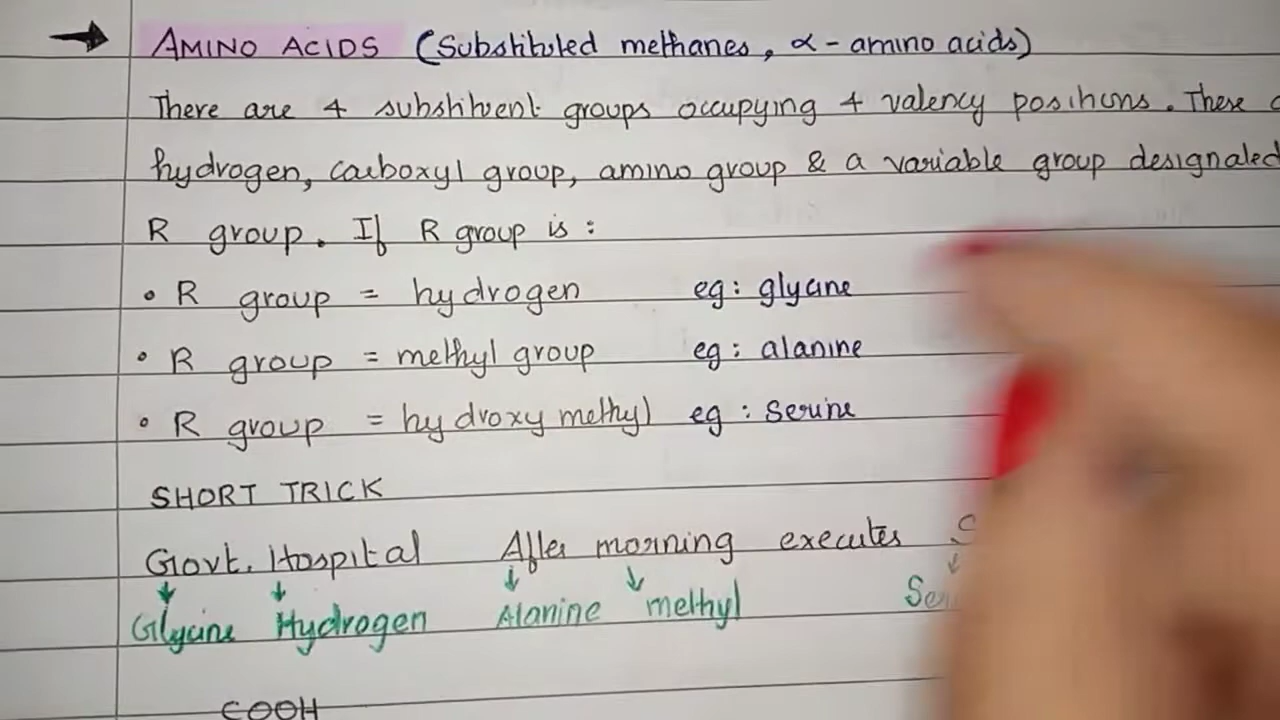 AMINO ACIDS (Substituted methanes, α - amino acids)
There are 4 substituent groups occupying 4 valency positions. These
hydrogen, carboxyl group, amino group & a variable group designated
R group. If R group is :
• R group = hydrogen eg: glycine
• R group = methyl group eg: alanine
• R group = hydroxy methyl eg: Serine
SHORT TRICK
Govt. Hospital After morning executes
Glycine Hydrogen Alanine methyl
COOH